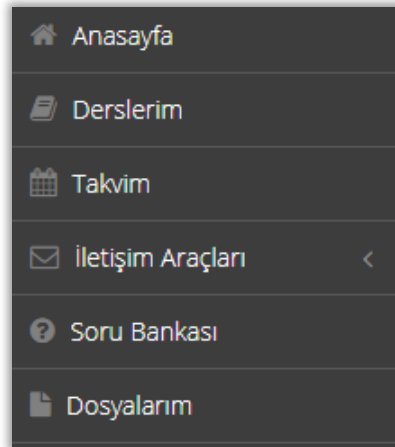 Anasayfa
Derslerim
Takvim
İletişim Araçları
Soru Bankası
Dosyalarım